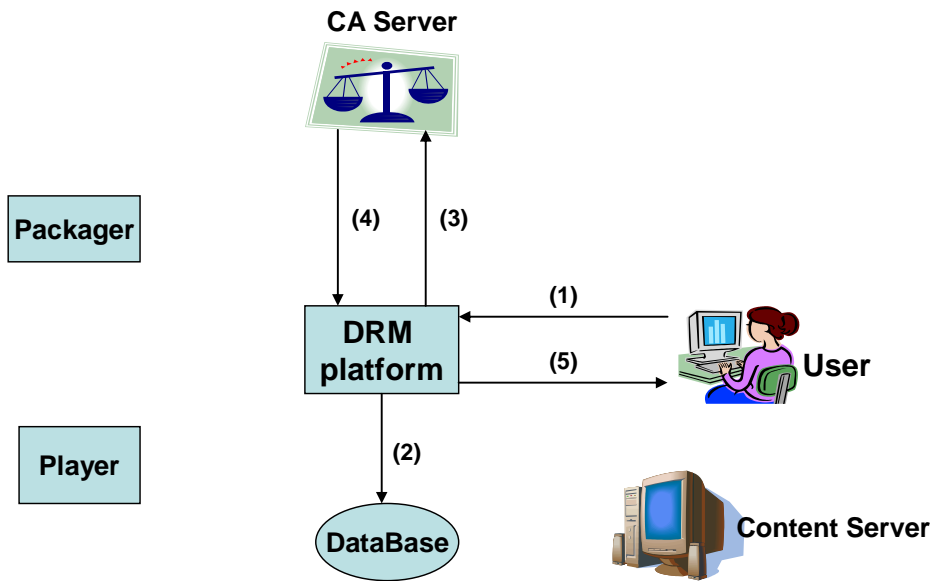 CA Server
Packager
(4)
(3)
(1)
DRM
platform
(5)
User
Player
(2)
DataBase
Content Server